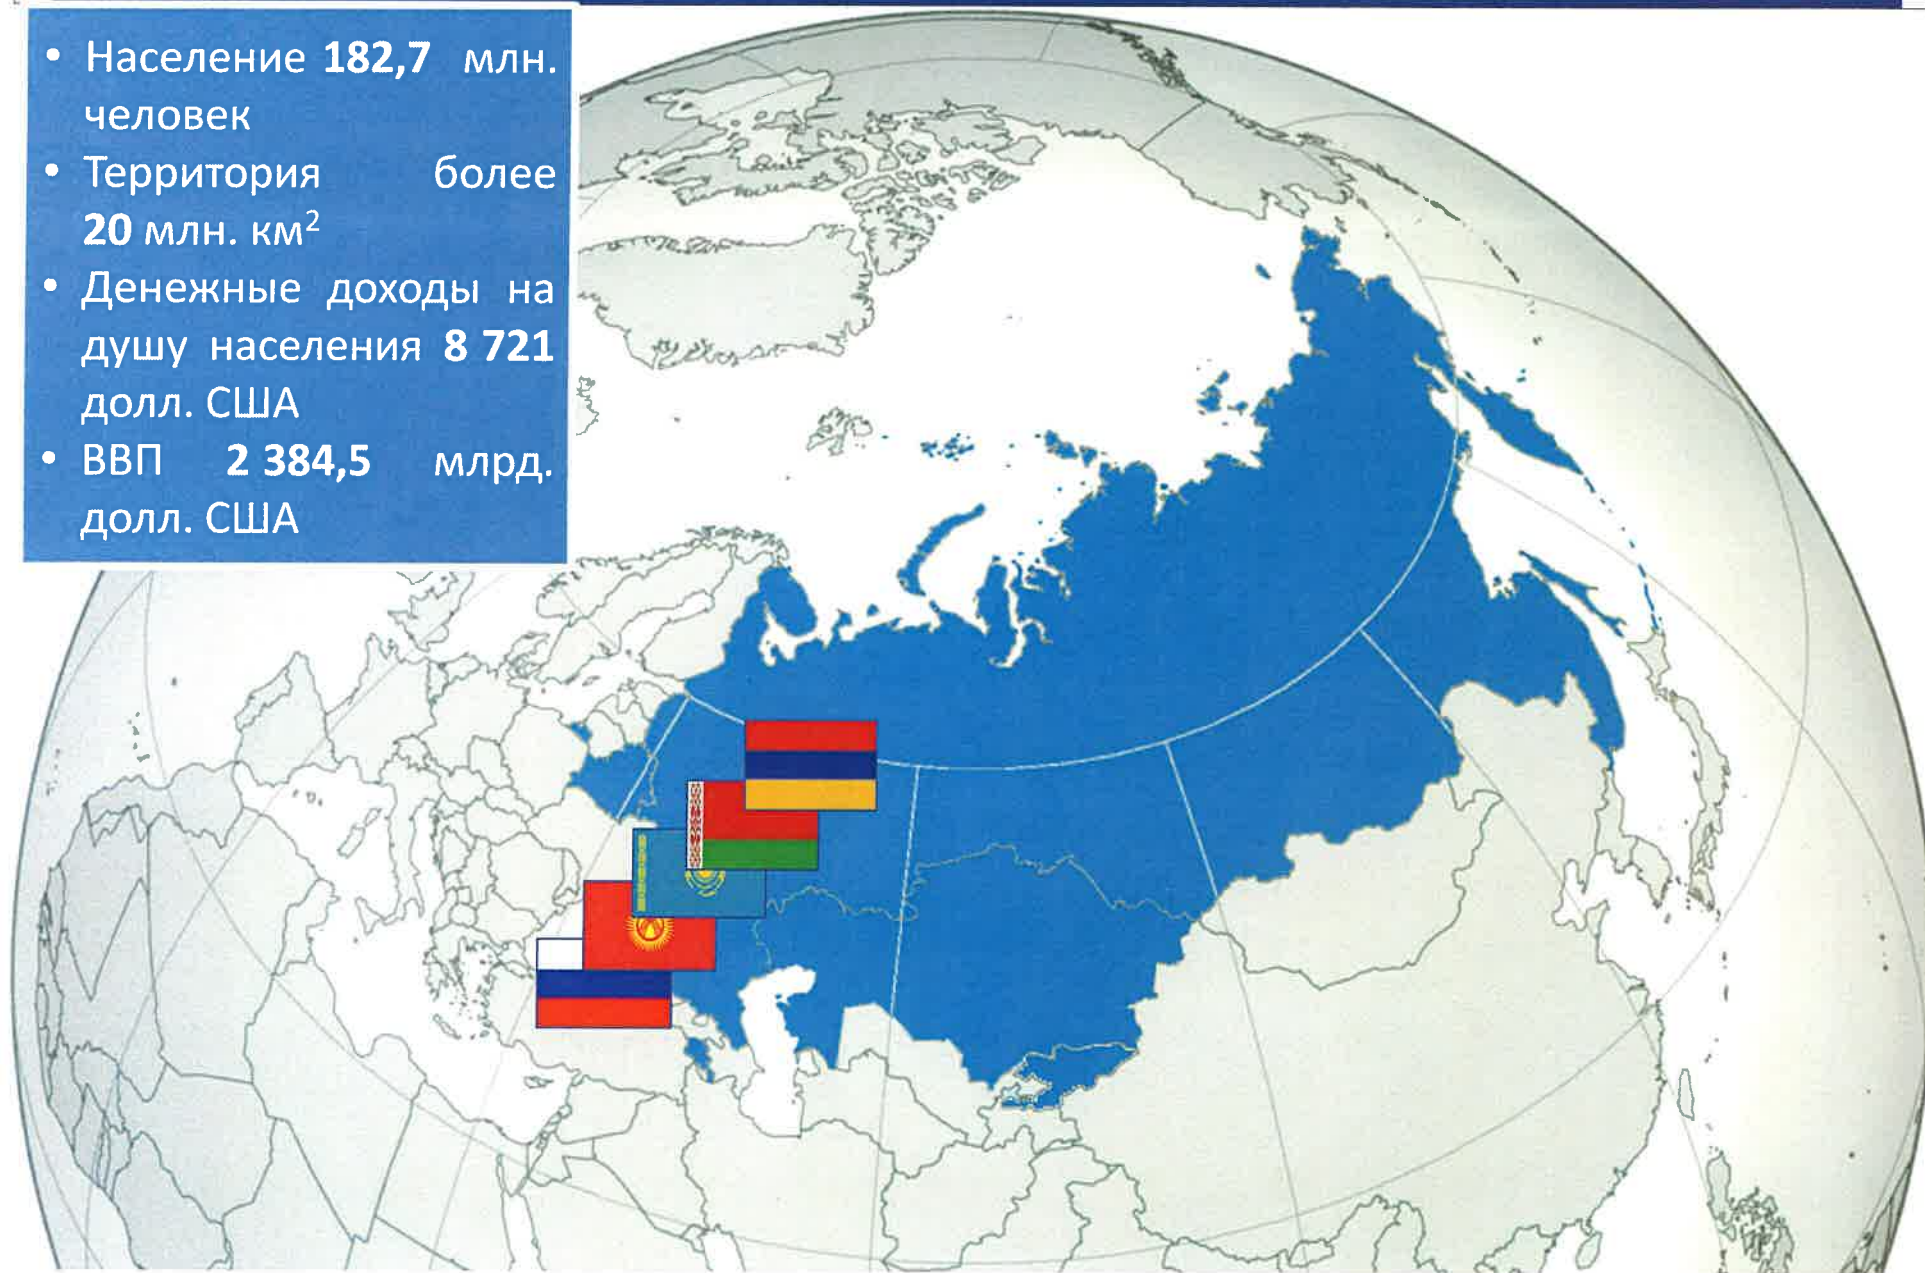 • Население 182,7 млн.
человек
• Территория более
20 млн. км²
• Денежные доходы на
душу населения 8 721
долл. США
• ВВП 2 384,5 млрд.
долл. США